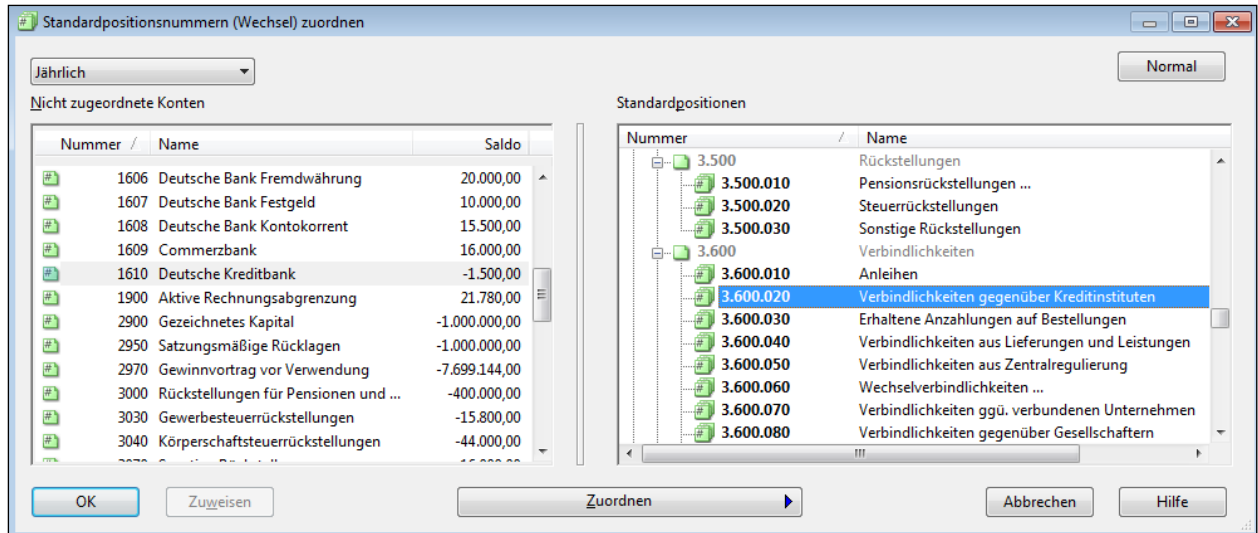 Standardpositionsnummern (Wechsel) zuordnen
Jährlich
Normal
Nicht zugeordnete Konten
Nummer Name Saldo
1606 Deutsche Bank Fremdwährung 20.000,00
1607 Deutsche Bank Festgeld 10.000,00
1608 Deutsche Bank Kontokorrent 15.500,00
1609 Commerzbank 16.000,00
1610 Deutsche Kreditbank -1.500,00
1900 Aktive Rechnungsabgrenzung 21.780,00
2900 Gezeichnetes Kapital -1.000.000,00
2950 Satzungsmäßige Rücklagen -1.000.000,00
2970 Gewinnvortrag vor Verwendung -7.699.144,00
3000 Rückstellungen für Pensionen und ... -400.000,00
3030 Gewerbesteuerrückstellungen -15.800,00
3040 Körperschaftsteuerrückstellungen -44.000,00
Standardpositionen
Nummer Name
3.500 Rückstellungen
3.500.010 Pensionsrückstellungen ...
3.500.020 Steuerrückstellungen
3.500.030 Sonstige Rückstellungen
3.600 Verbindlichkeiten
3.600.010 Anleihen
3.600.020 Verbindlichkeiten gegenüber Kreditinstituten
3.600.030 Erhaltene Anzahlungen auf Bestellungen
3.600.040 Verbindlichkeiten aus Lieferungen und Leistungen
3.600.050 Verbindlichkeiten aus Zentralregulierung
3.600.060 Wechselverbindlichkeiten ...
3.600.070 Verbindlichkeiten ggü. verbundenen Unternehmen
3.600.080 Verbindlichkeiten gegenüber Gesellschaftern
OK
Zuweisen
Zuordnen
Abbrechen
Hilfe